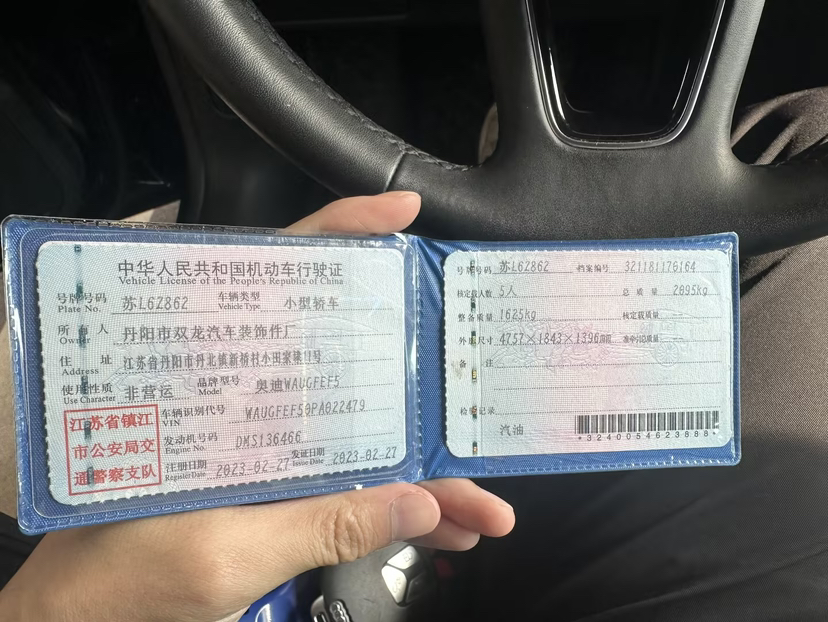 中华人民共和国机动车行驶证
Vehicle License of the People's Republic of China
号牌号码 苏L6Z862 车辆类型 小型轿车
Plate No. Vehicle Type
所有人 丹阳市双龙汽车装饰件厂
Owner
住址 江苏省丹阳市丹北镇新桥村小田家镇11号
Address
使用性质 非营运 品牌型号 奥迪WAUGFEF5
Use Character Model
江苏省镇江
市公安局交
通警察支队
车辆识别代号 WAUGFEF59PA022479
VIN
发动机号码 DMS136466
Engine No.
注册日期 2023-02-27 发证日期 2023-02-27
Register Date Issue Date
号牌号码 苏L6Z862 档案编号 321181176164
核定载人数 5人 总质量 2095kg
整备质量 1625kg 核定载质量 --
外廓尺寸 4757×1843×1396mm 准牵引总质量 --
备注
检验记录
汽油
*3240054623888*